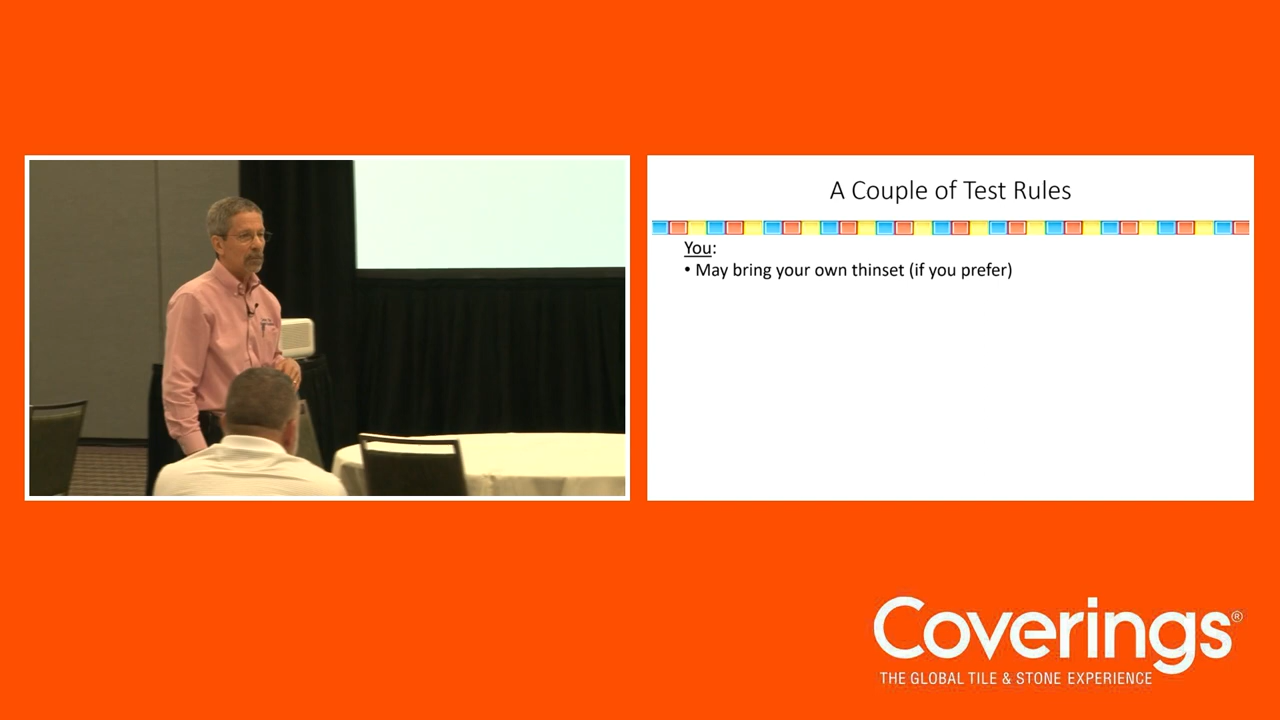 A Couple of Test Rules
You:
• May bring your own thinset (if you prefer)
Coverings®
THE GLOBAL TILE & STONE EXPERIENCE